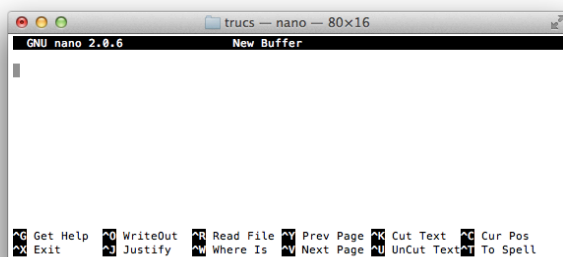 trucs — nano — 80×16
GNU nano 2.0.6 New Buffer
^G Get Help ^O WriteOut ^R Read File ^Y Prev Page ^K Cut Text ^C Cur Pos
^X Exit ^J Justify ^W Where Is ^V Next Page ^U UnCut Text ^T To Spell